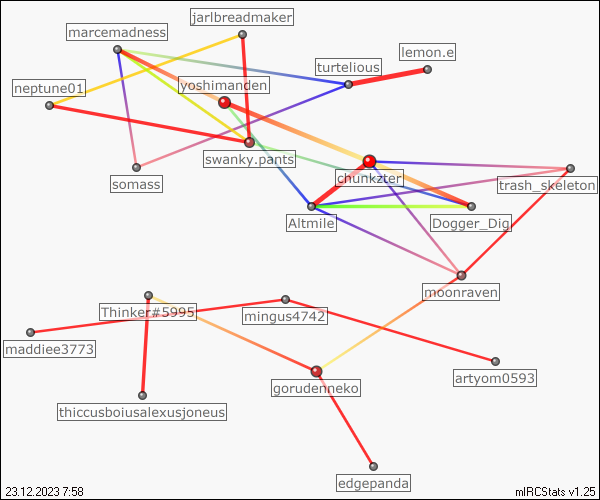 jarlbreadmaker
marcemadness
lemon.e
turtelious
yoshimanden
neptune01
swanky.pants
chunkzter
somass
trash_skeleton
Altmile
Dogger_Dig
moonraven
Thinker#5995
mingus4742
maddiee3773
artyom0593
gorudenneko
thiccusboiusalexusjoneus
edgepanda
23.12.2023 7:58
mIRCStats v1.25